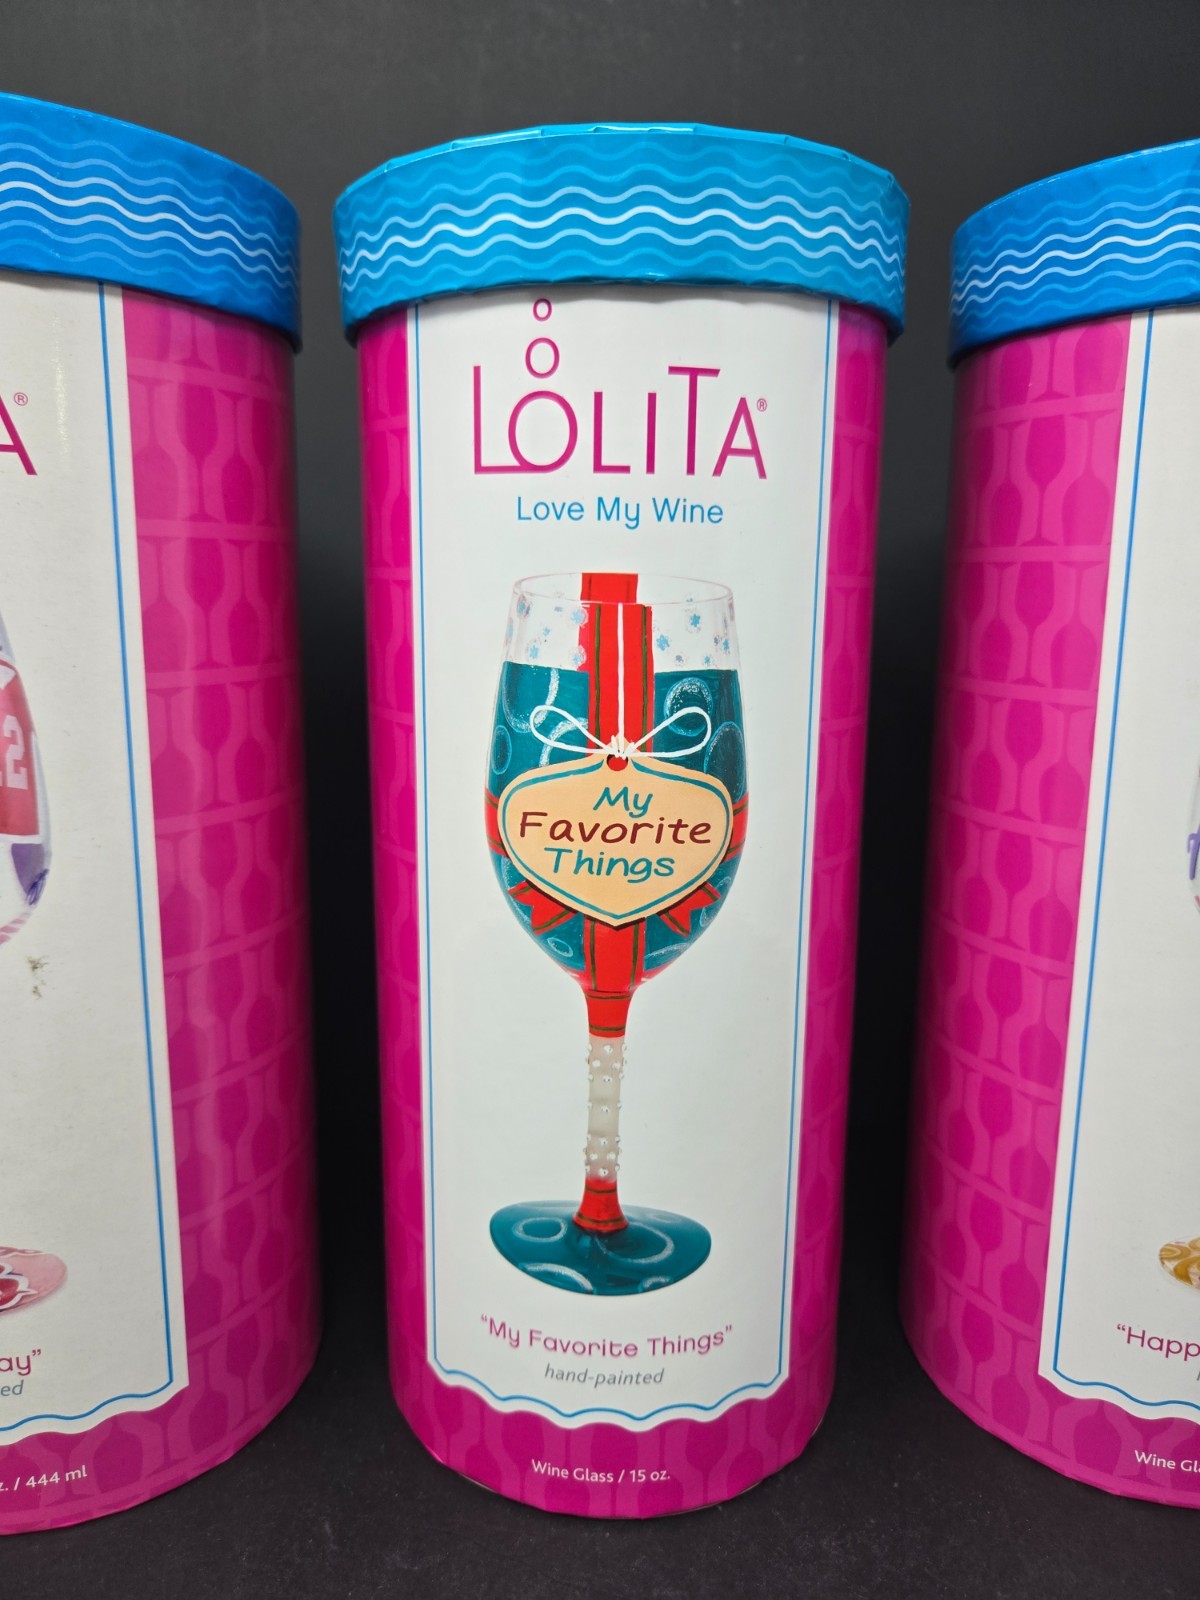 A®
22
ay"
ed
z. / 444 ml
LOLITA®
Love My Wine
My
Favorite
Things
"My Favorite Things"
hand-painted
Wine Glass / 15 oz.
"Happ
Wine Gl